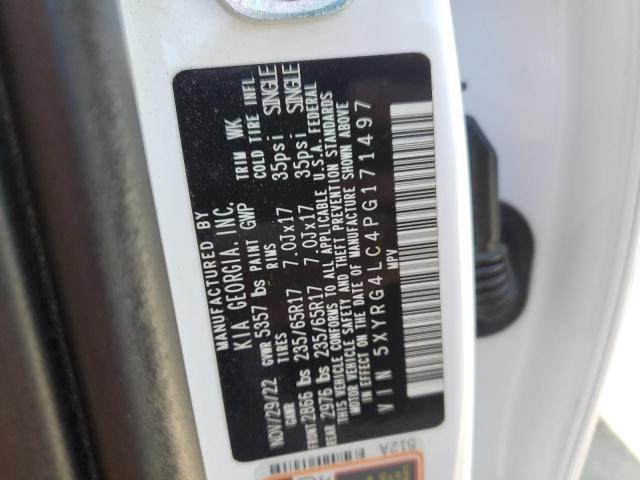 MANUFACTURED BY
KIA GEORGIA, INC.
NOV/29/22 GVWR 5357 lbs PAINT GWP TRIM WK
GAWR TIRES RIMS COLD TIRE INFL
FRONT 2866 lbs 235/65R17 7.0Jx17 35psi SINGLE
REAR 2976 lbs 235/65R17 7.0Jx17 35psi SINGLE
THIS VEHICLE CONFORMS TO ALL APPLICABLE U.S.A. FEDERAL
MOTOR VEHICLE SAFETY AND THEFT PREVENTION STANDARDS
IN EFFECT ON THE DATE OF MANUFACTURE SHOWN ABOVE
MPV
VIN 5XYRG4LC4PG171497
512A